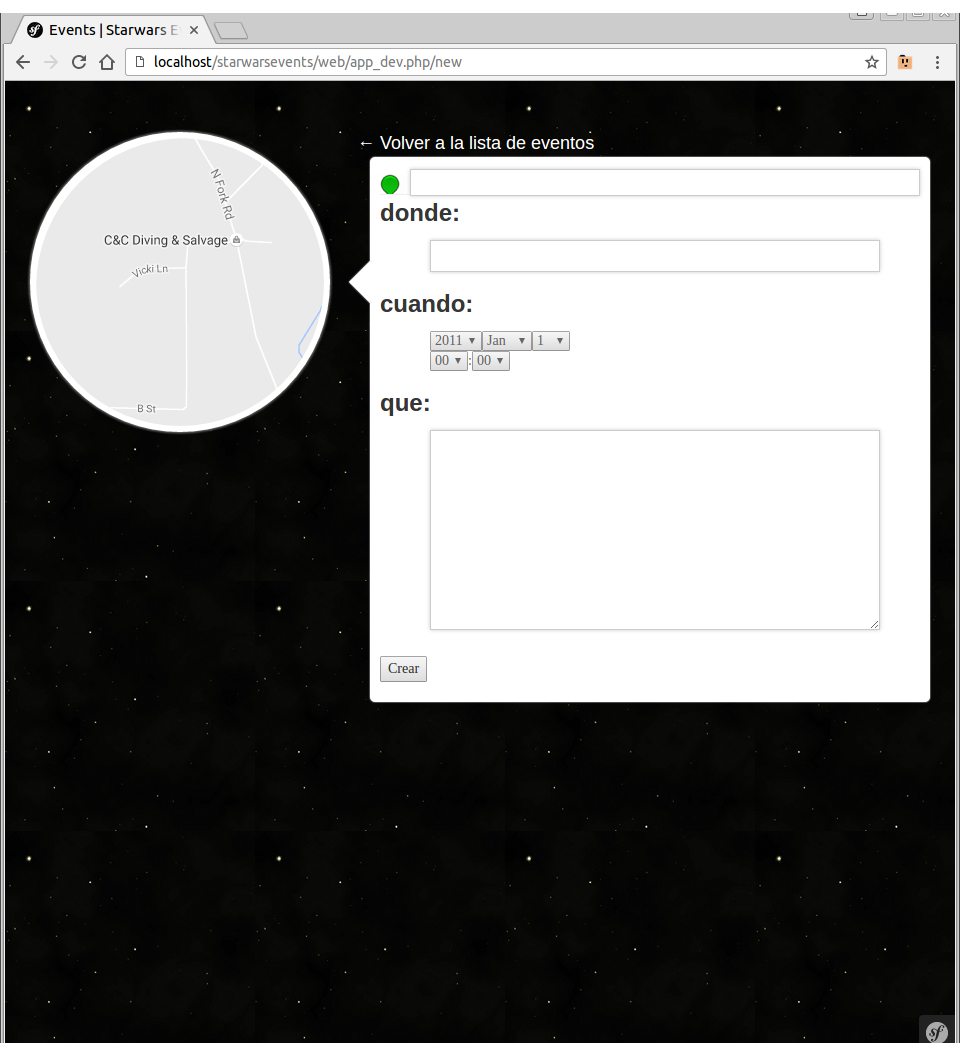 Events | Starwars E
localhost/starwarsevents/web/app_dev.php/new
← Volver a la lista de eventos
N Fork Rd
C&C Diving & Salvage
Vicki Ln
B St
donde:
cuando:
2011 Jan 1
00 : 00
que:
Crear
sf